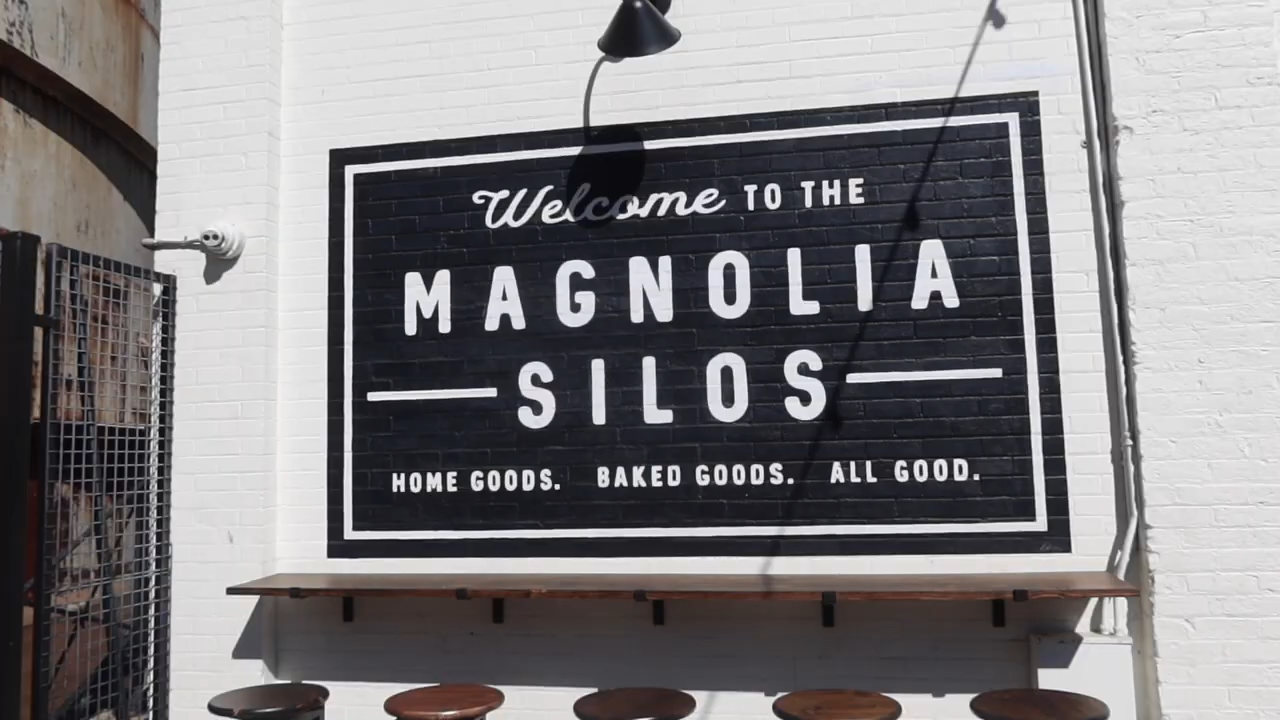 Welcome TO THE
MAGNOLIA
SILOS
HOME GOODS. BAKED GOODS. ALL GOOD.